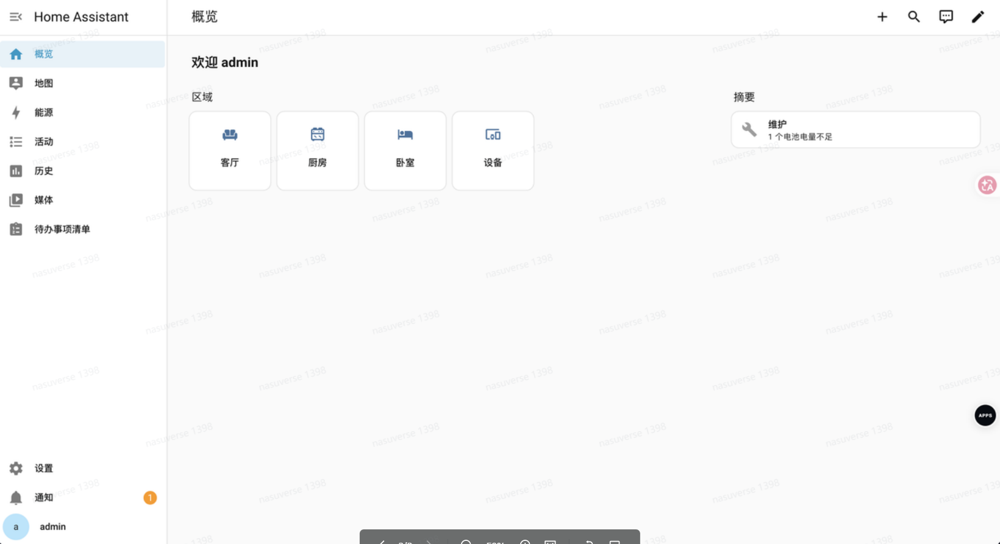 Home Assistant
概览
概览
地图
能源
活动
历史
媒体
待办事项清单
设置
通知
1
a
admin
欢迎 admin
区域
客厅
厨房
卧室
设备
摘要
维护
1 个电池电量不足
APPS
nasuverse 1398